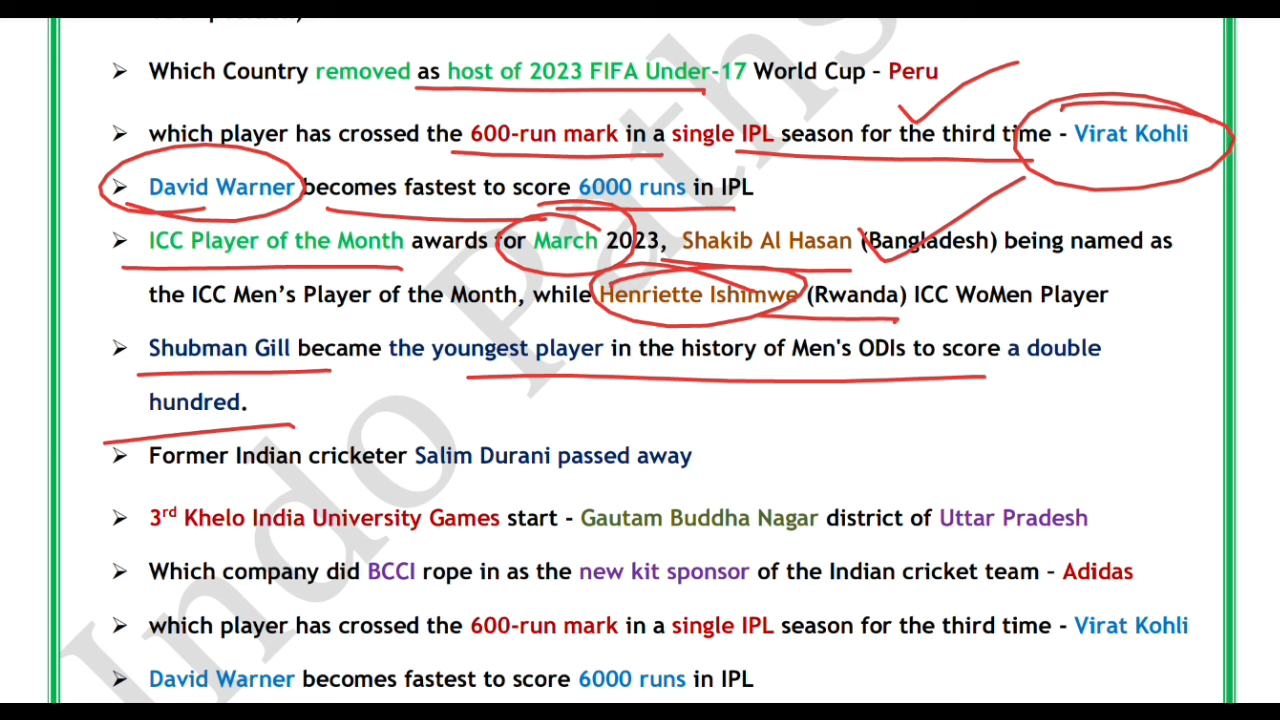 ➢ Which Country removed as host of 2023 FIFA Under-17 World Cup – Peru
➢ which player has crossed the 600-run mark in a single IPL season for the third time - Virat Kohli
➢ David Warner becomes fastest to score 6000 runs in IPL
➢ ICC Player of the Month awards for March 2023, Shakib Al Hasan (Bangladesh) being named as
the ICC Men's Player of the Month, while Henriette Ishimwe (Rwanda) ICC WoMen Player
➢ Shubman Gill became the youngest player in the history of Men's ODIs to score a double
hundred.
➢ Former Indian cricketer Salim Durani passed away
➢ 3rd Khelo India University Games start - Gautam Buddha Nagar district of Uttar Pradesh
➢ Which company did BCCI rope in as the new kit sponsor of the Indian cricket team – Adidas
➢ which player has crossed the 600-run mark in a single IPL season for the third time - Virat Kohli
➢ David Warner becomes fastest to score 6000 runs in IPL
Indo Paths